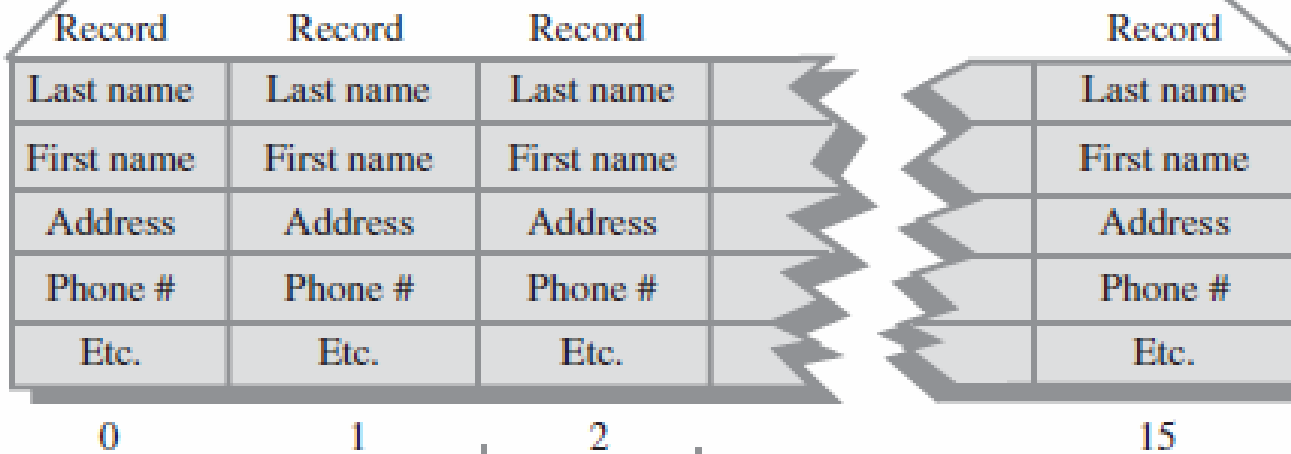 Record Record Record Record
Last name Last name Last name Last name
First name First name First name First name
Address Address Address Address
Phone # Phone # Phone # Phone #
Etc. Etc. Etc. Etc.
0 1 2 15